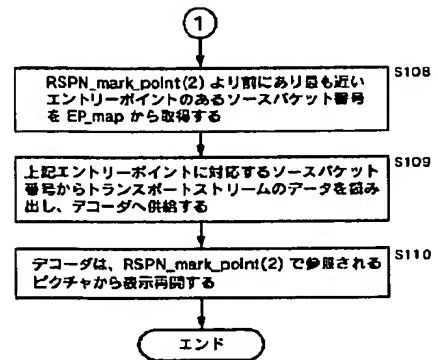 1
S108
RSPN_mark_point(2) より前にあり最も近い
エントリーポイントのあるソースパケット番号
を EP_map から取得する
S109
上記エントリーポイントに対応するソースパケット
番号からトランスポートストリームのデータを読み
出し、デコーダへ供給する
S110
デコーダは、RSPN_mark_point(2) で参照される
ピクチャから表示再開する
エンド